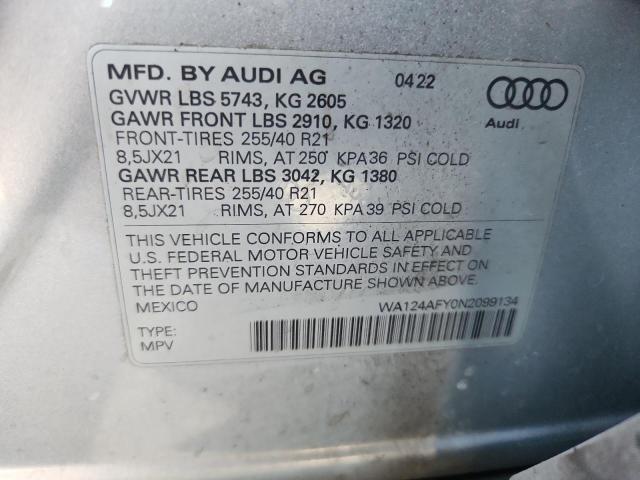 MFD. BY AUDI AG 04 22
GVWR LBS 5743, KG 2605
GAWR FRONT LBS 2910, KG 1320
Audi
FRONT-TIRES 255/40 R21
8,5JX21 RIMS, AT 250 KPA36 PSI COLD
GAWR REAR LBS 3042, KG 1380
REAR-TIRES 255/40 R21
8,5JX21 RIMS, AT 270 KPA 39 PSI COLD
THIS VEHICLE CONFORMS TO ALL APPLICABLE
U.S. FEDERAL MOTOR VEHICLE SAFETY AND
THEFT PREVENTION STANDARDS IN EFFECT ON
THE DATE OF MANUFACTURE SHOWN ABOVE.
MEXICO WA124AFY0N2099134
TYPE:
MPV